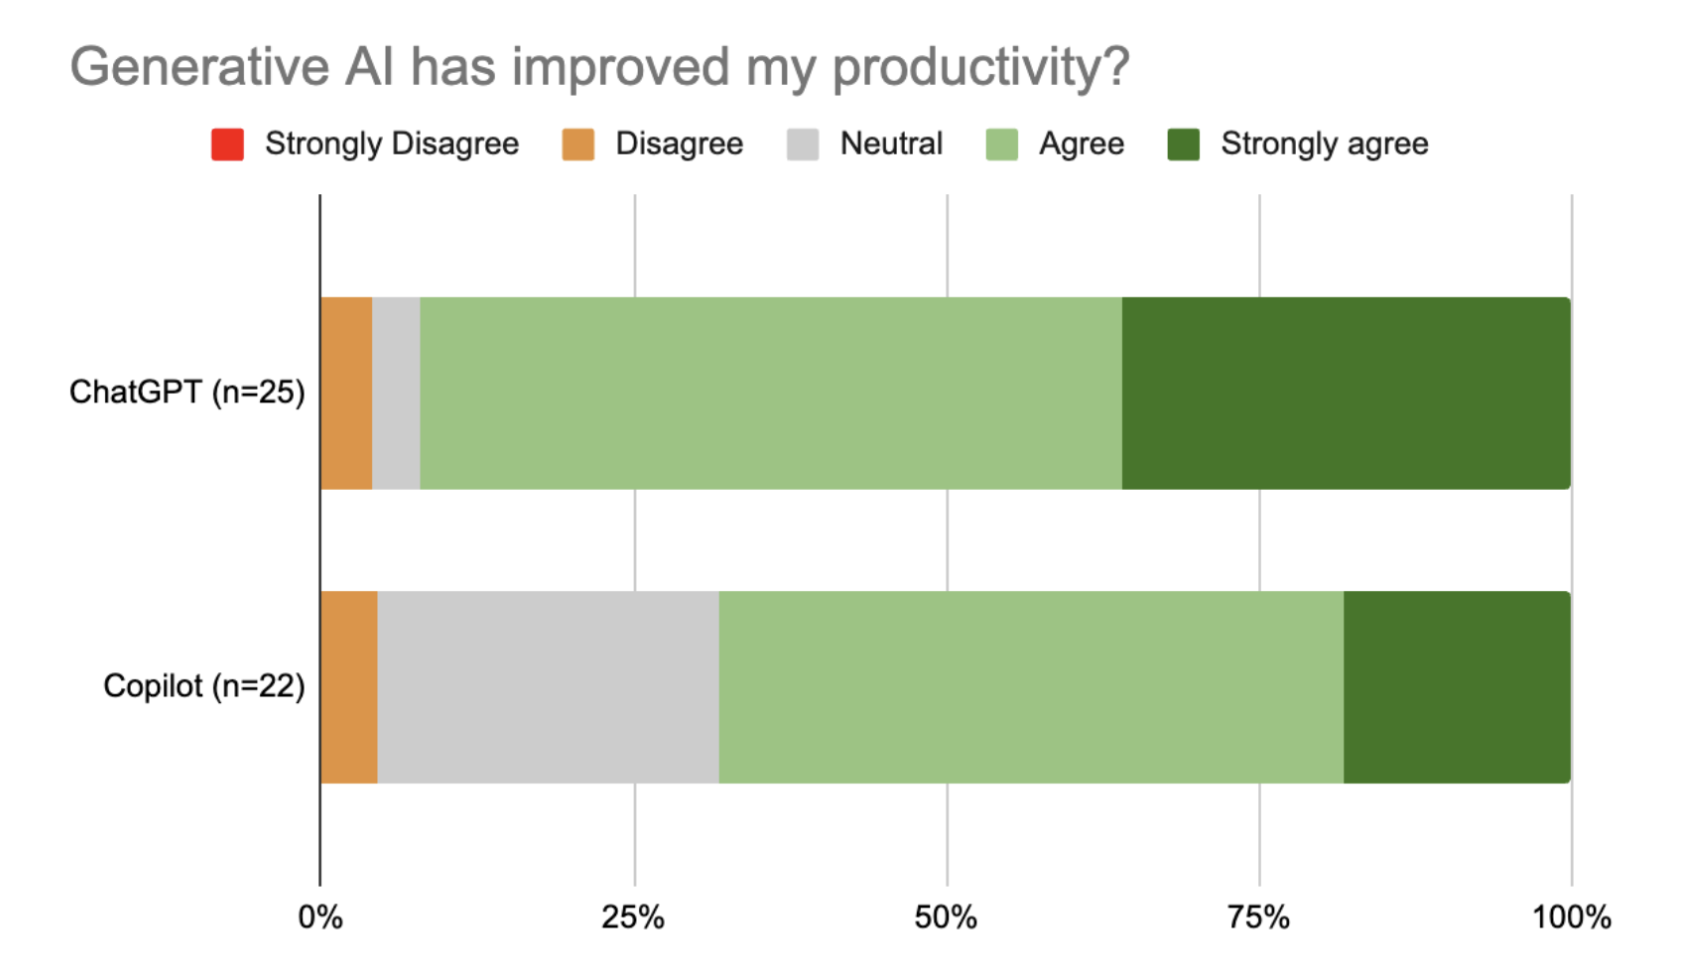 Generative AI has improved my productivity?
Strongly Disagree Disagree Neutral Agree Strongly agree
ChatGPT (n=25)
Copilot (n=22)
0% 25% 50% 75% 100%